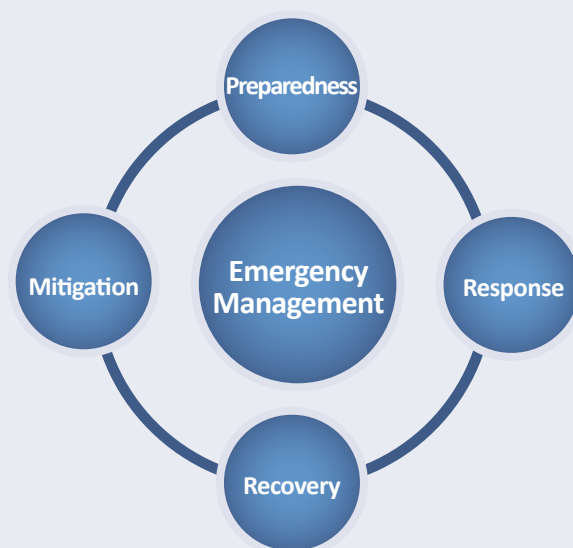 Preparedness
Mitigation
Emergency
Management
Response
Recovery